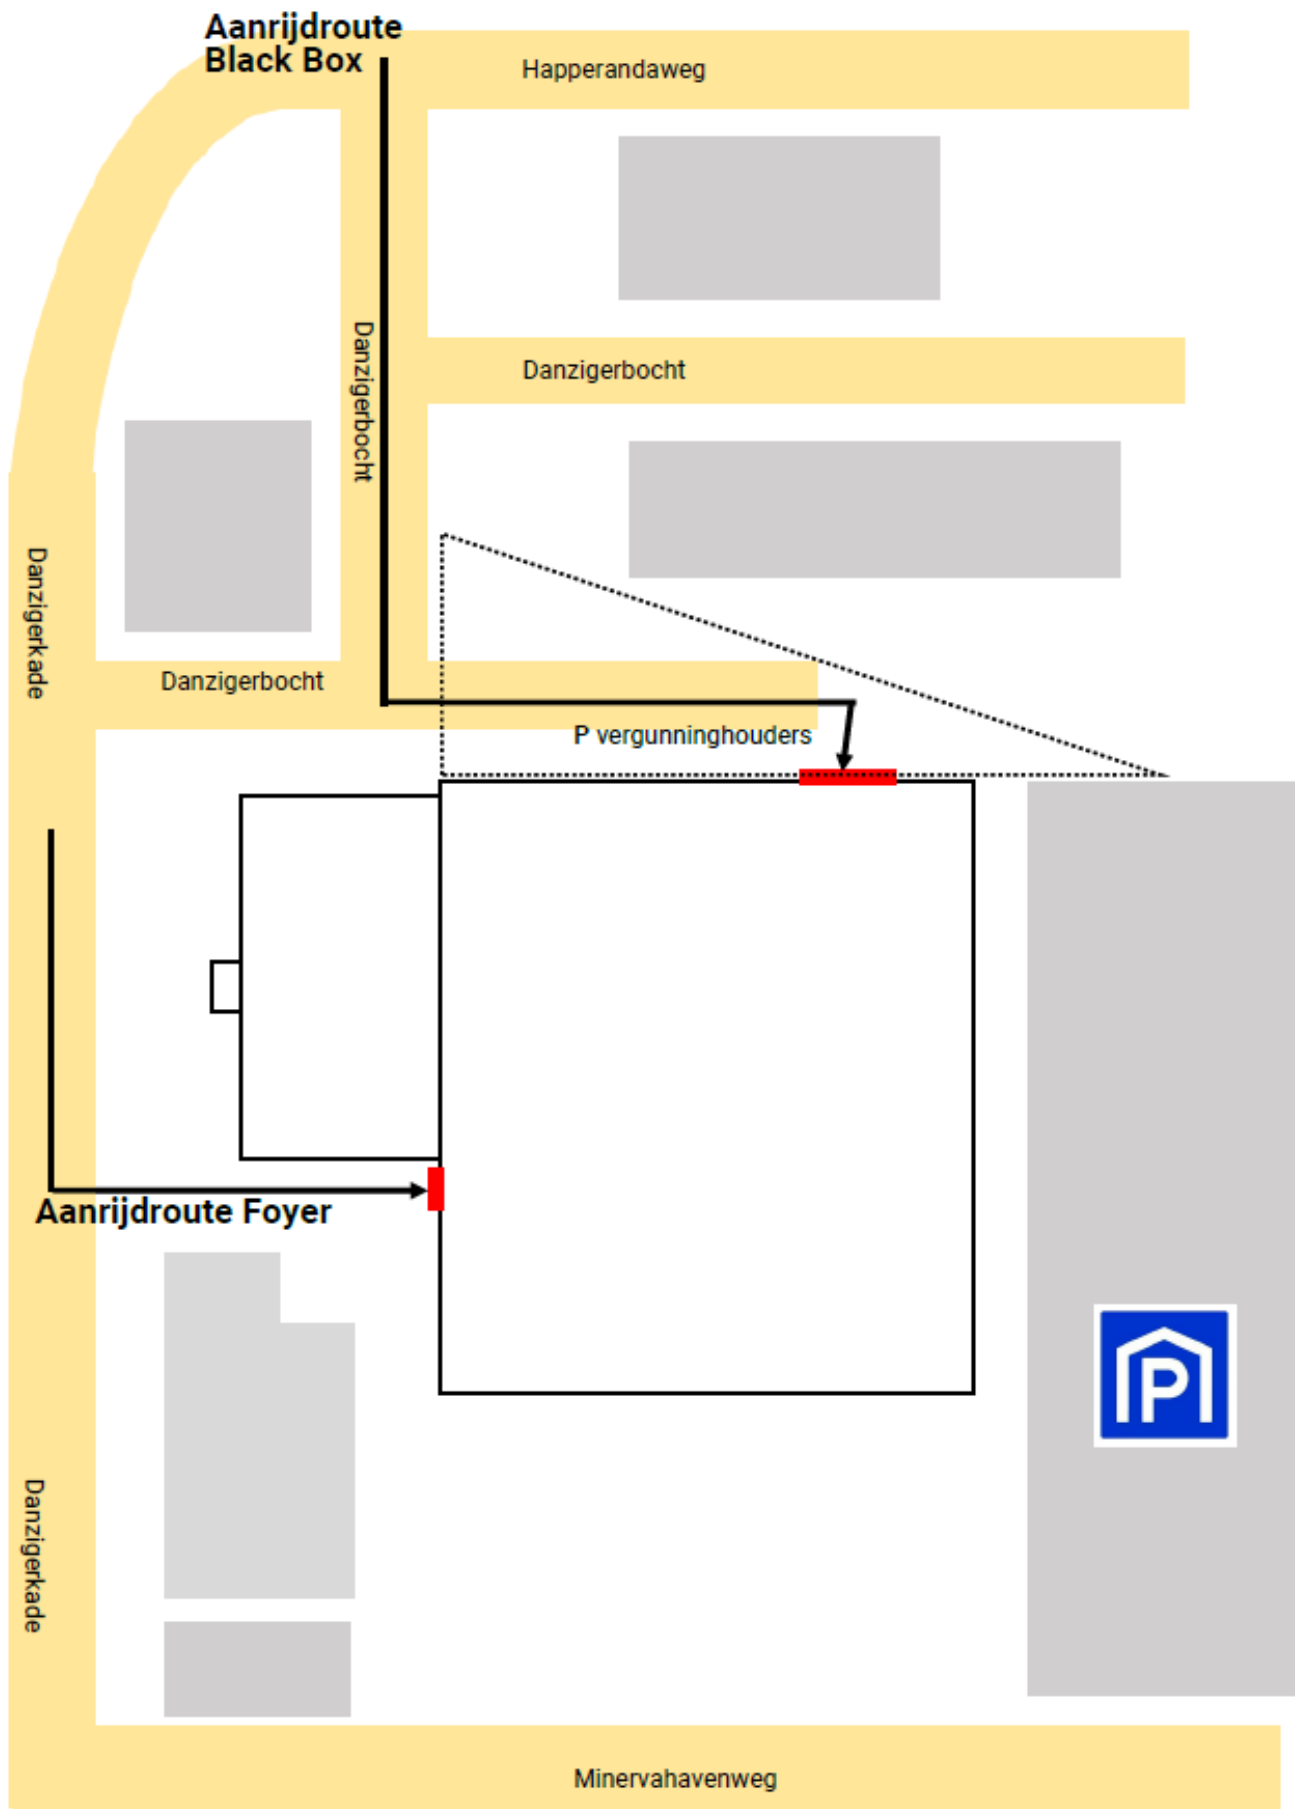 Aanrijdroute
Black Box
Happerandaweg
Danzigerbocht
Danzigerbocht
Danzigerkade
Danzigerbocht
P vergunninghouders
Aanrijdroute Foyer
P
Danzigerkade
Minervahavenweg